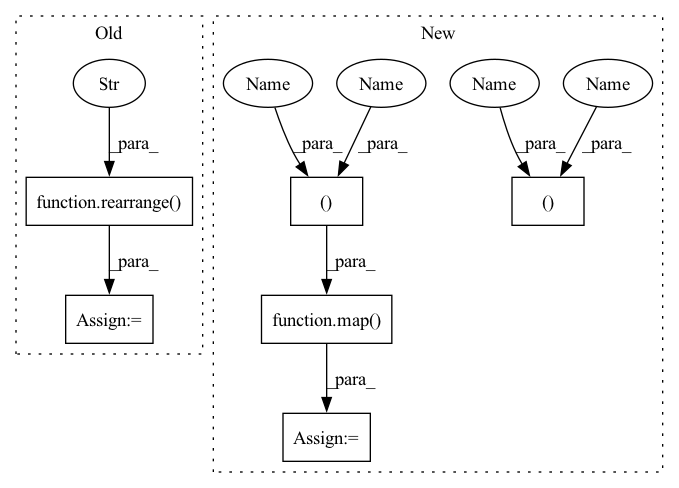 Old
New
Str
Name
Name
Name
Name
_para_
_para_
_para_
_para_
_para_
function.rearrange()
()
()
_para_
_para_
Assign:=
function.map()
_para_
Assign:=